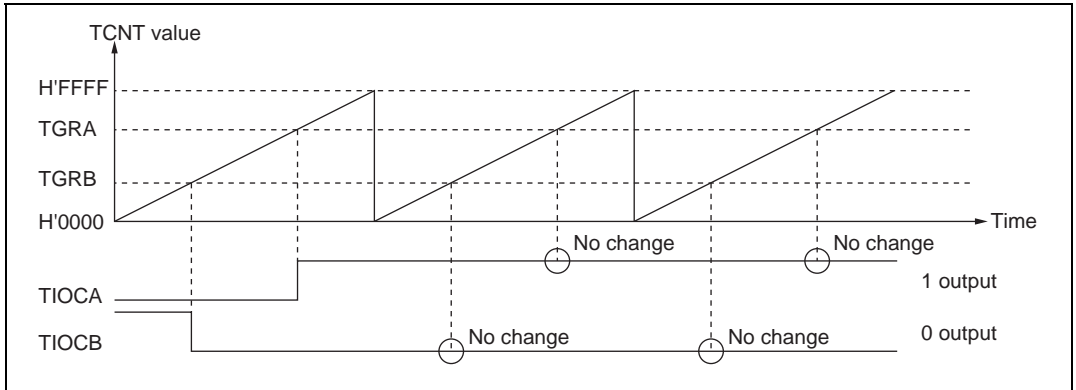 TCNT value
H'FFFF
TGRA
TGRB
H'0000
Time
No change
No change
TIOCA
1 output
No change
No change
TIOCB
0 output